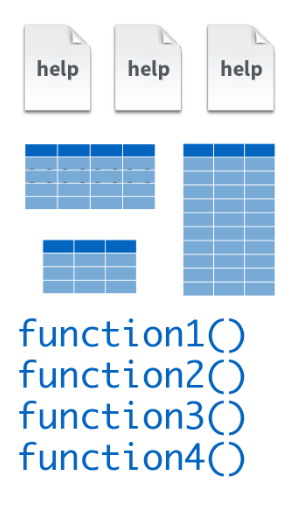 help help help
function1()
function2()
function3()
function4()